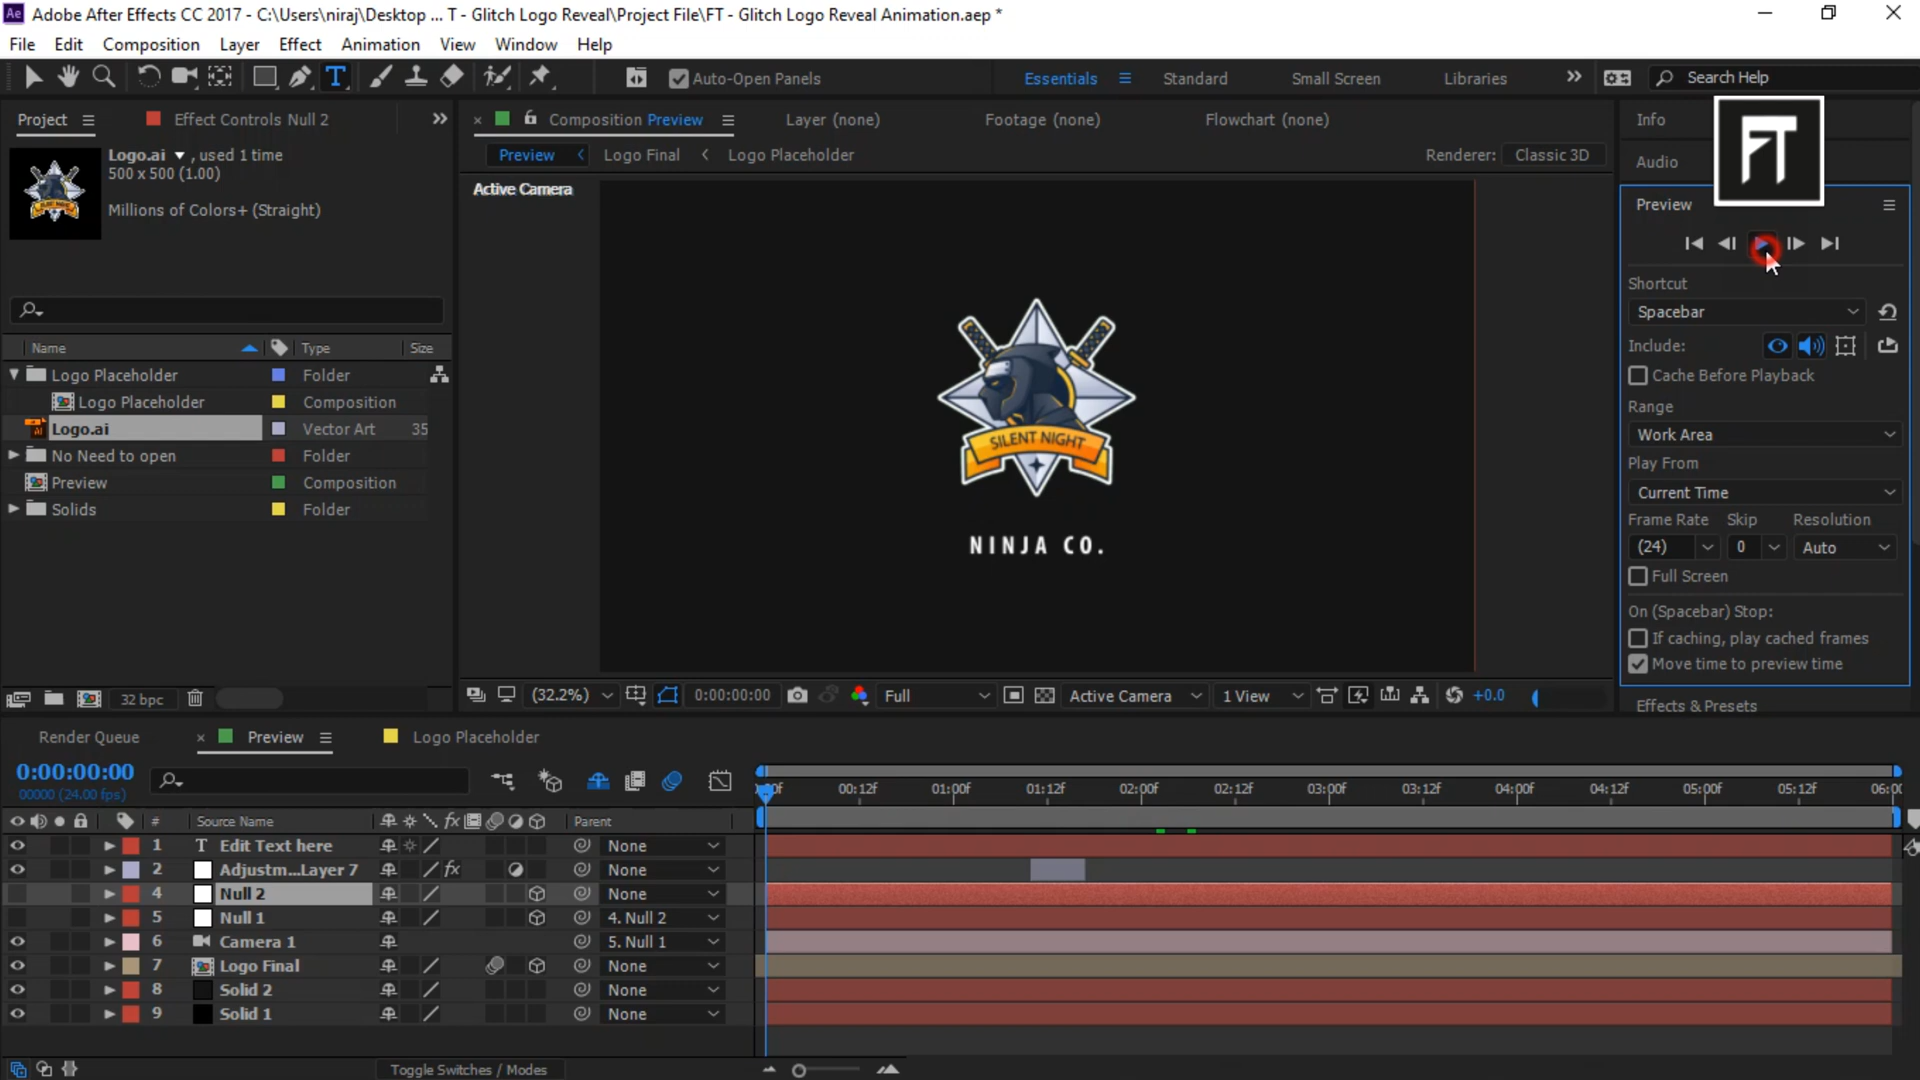 Ae Adobe After Effects CC 2017 - C:\Users\niraj\Desktop ... T - Glitch Logo Reveal\Project File\FT - Glitch Logo Reveal Animation.aep *
File Edit Composition Layer Effect Animation View Window Help
T Auto-Open Panels Essentials Standard Small Screen Libraries Search Help
Project Effect Controls Null 2 Composition Preview Layer (none) Footage (none) Flowchart (none) Info
FT
Logo.ai , used 1 time
500 x 500 (1.00)
Millions of Colors+ (Straight)
Preview Logo Final Logo Placeholder Renderer: Classic 3D Audio
Active Camera
Preview
Shortcut
Spacebar
Include:
Cache Before Playback
Range
Work Area
Play From
Current Time
Frame Rate Skip Resolution
(24) 0 Auto
Full Screen
On (Spacebar) Stop:
If caching, play cached frames
Move time to preview time
Effects & Presets
Name Type Size
Logo Placeholder Folder
Logo Placeholder Composition
Logo.ai Vector Art 35
No Need to open Folder
Preview Composition
Solids Folder
SILENT NIGHT
NINJA CO.
32 bpc
(32.2%) 0:00:00:00 Full Active Camera 1 View +0.0
Render Queue Preview Logo Placeholder
0:00:00:00
00000 (24.00 fps)
00:12f 01:00f 01:12f 02:00f 02:12f 03:00f 03:12f 04:00f 04:12f 05:00f 05:12f 06:00
# Source Name fx Parent
1 T Edit Text here None
2 Adjustm...Layer 7 fx None
4 Null 2 None
5 Null 1 4. Null 2
6 Camera 1 5. Null 1
7 Logo Final None
8 Solid 2 None
9 Solid 1 None
Toggle Switches / Modes